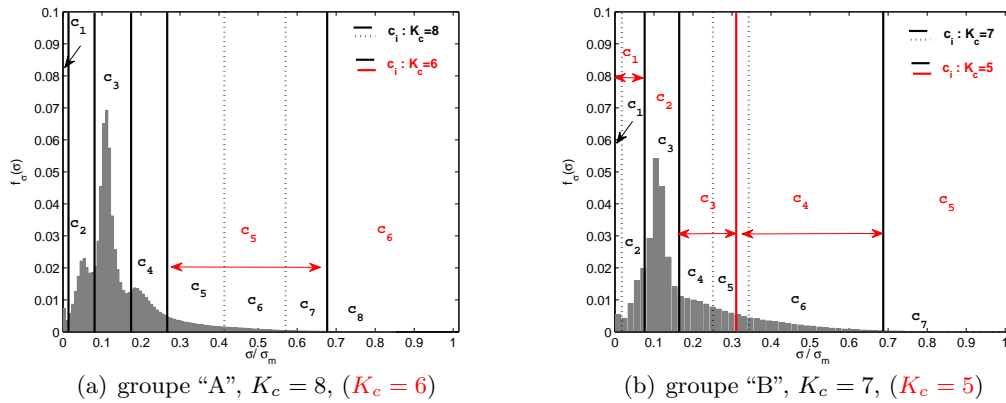 0.1
0.09
0.08
0.07
0.06
0.05
0.04
0.03
0.02
0.01
0
f_σ(σ)
c_1
c_3
c_2
c_4
c_5
c_5
c_6
c_7
c_6
c_8
c_i : K_c=8
c_i : K_c=6
0 0.1 0.2 0.3 0.4 0.5 0.6 0.7 0.8 0.9 1
σ/ σ_m
(a) groupe “A”, K_c = 8, (K_c = 6)
0.1
0.09
0.08
0.07
0.06
0.05
0.04
0.03
0.02
0.01
0
f_σ(σ)
c_1
c_1
c_2
c_3
c_2
c_3
c_4
c_4
c_5
c_5
c_6
c_7
c_i : K_c=7
c_i : K_c=5
0 0.1 0.2 0.3 0.4 0.5 0.6 0.7 0.8 0.9 1
σ/ σ_m
(b) groupe “B”, K_c = 7, (K_c = 5)